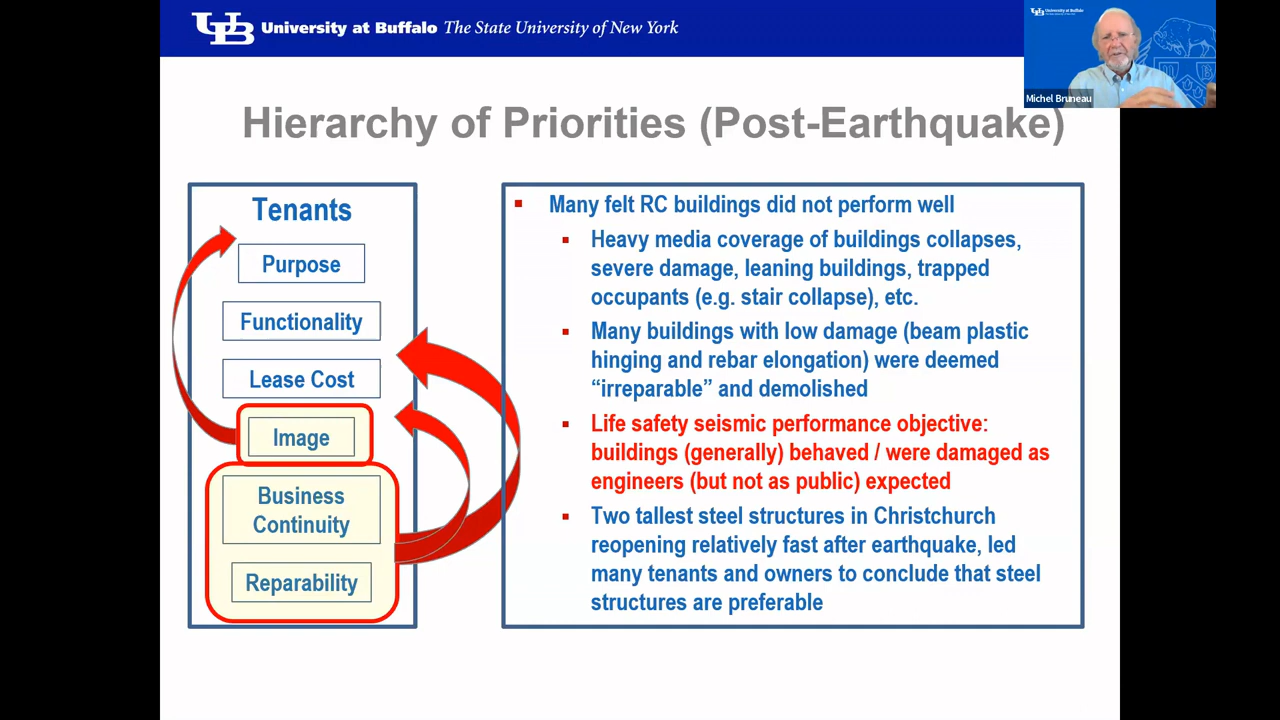 University at Buffalo The State University of New York
University at Buffalo
Michel Bruneau
Hierarchy of Priorities (Post-Earthquake)
Tenants
Purpose
Functionality
Lease Cost
Image
Business
Continuity
Reparability
Many felt RC buildings did not perform well
Heavy media coverage of buildings collapses,
severe damage, leaning buildings, trapped
occupants (e.g. stair collapse), etc.
Many buildings with low damage (beam plastic
hinging and rebar elongation) were deemed
“irreparable” and demolished
Life safety seismic performance objective:
buildings (generally) behaved / were damaged as
engineers (but not as public) expected
Two tallest steel structures in Christchurch
reopening relatively fast after earthquake, led
many tenants and owners to conclude that steel
structures are preferable